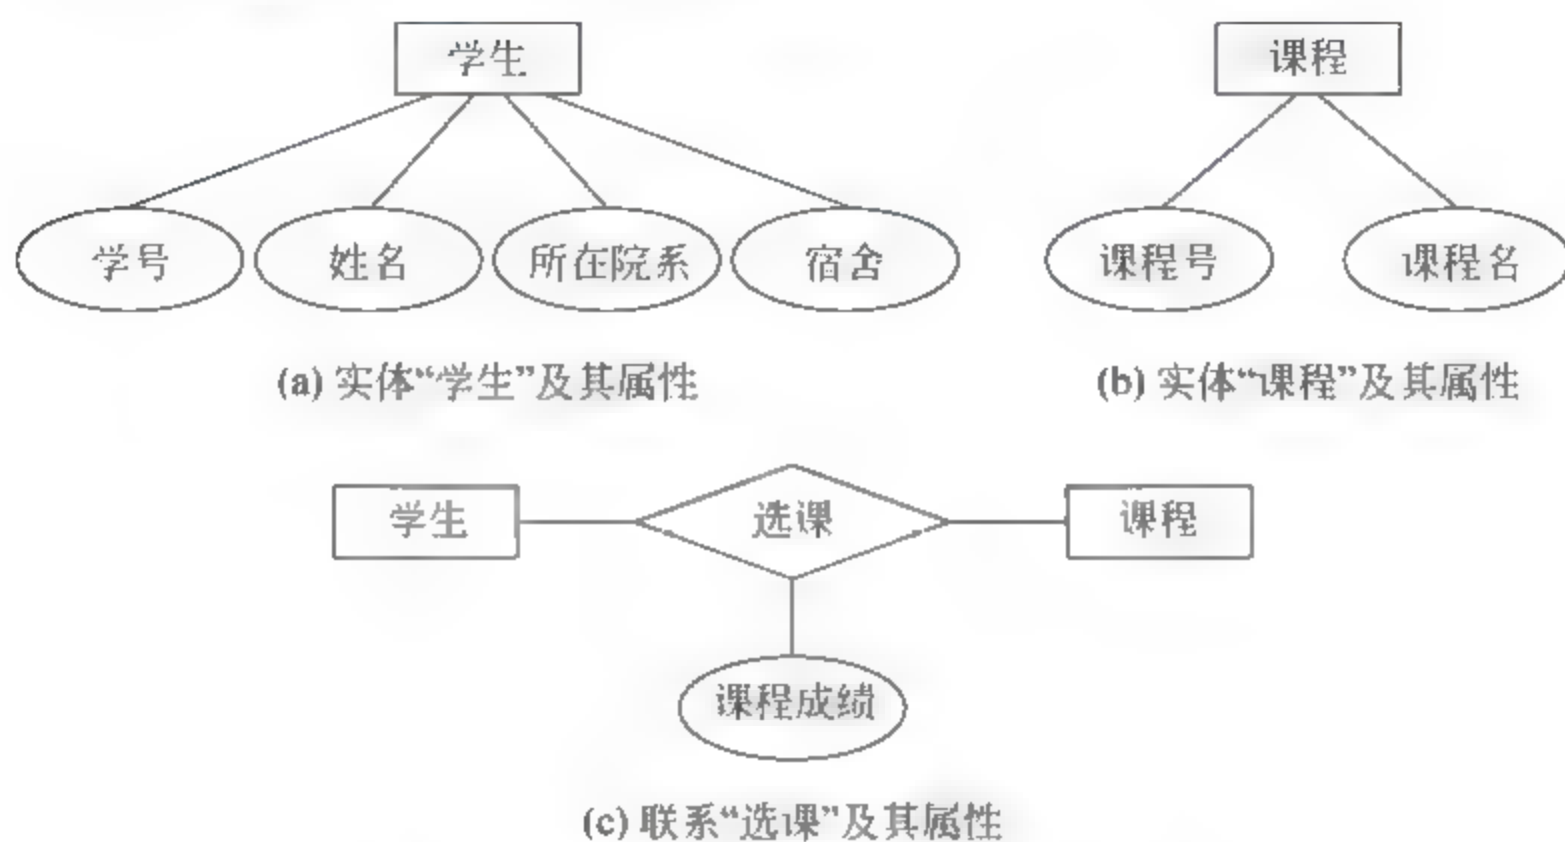 学生 课程
学号 姓名 所在院系 宿舍 课程号 课程名
(a) 实体“学生”及其属性 (b) 实体“课程”及其属性
学生 选课 课程
课程成绩
(c) 联系“选课”及其属性